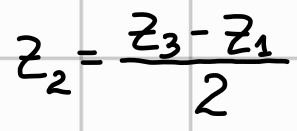 z₂ = (z₃ - z₁) / 2